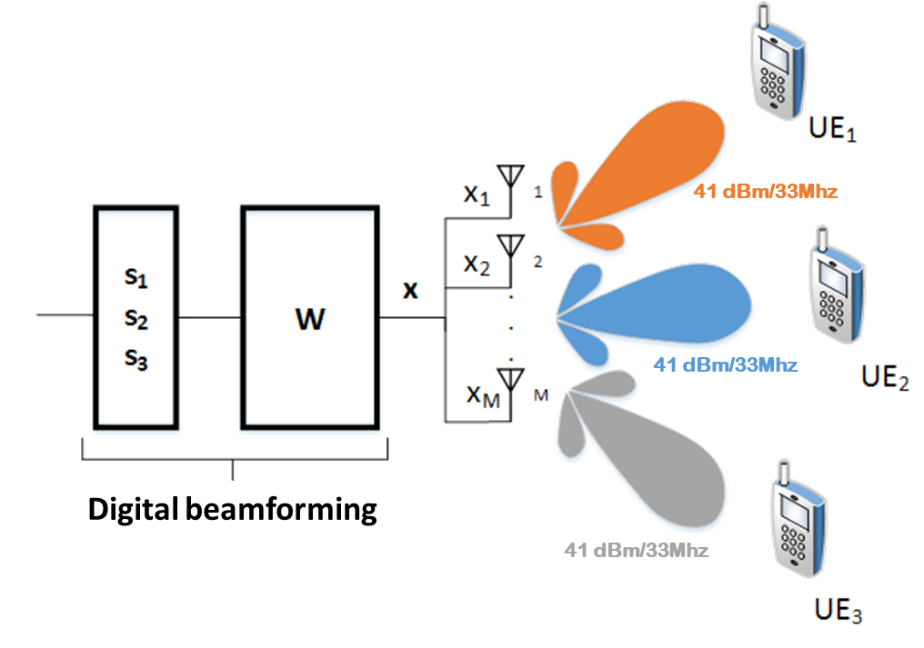 UE1
41 dBm/33Mhz
X1
1
X2
2
.
.
.
XM
M
S1
S2
S3
W
x
41 dBm/33Mhz
UE2
Digital beamforming
41 dBm/33Mhz
UE3